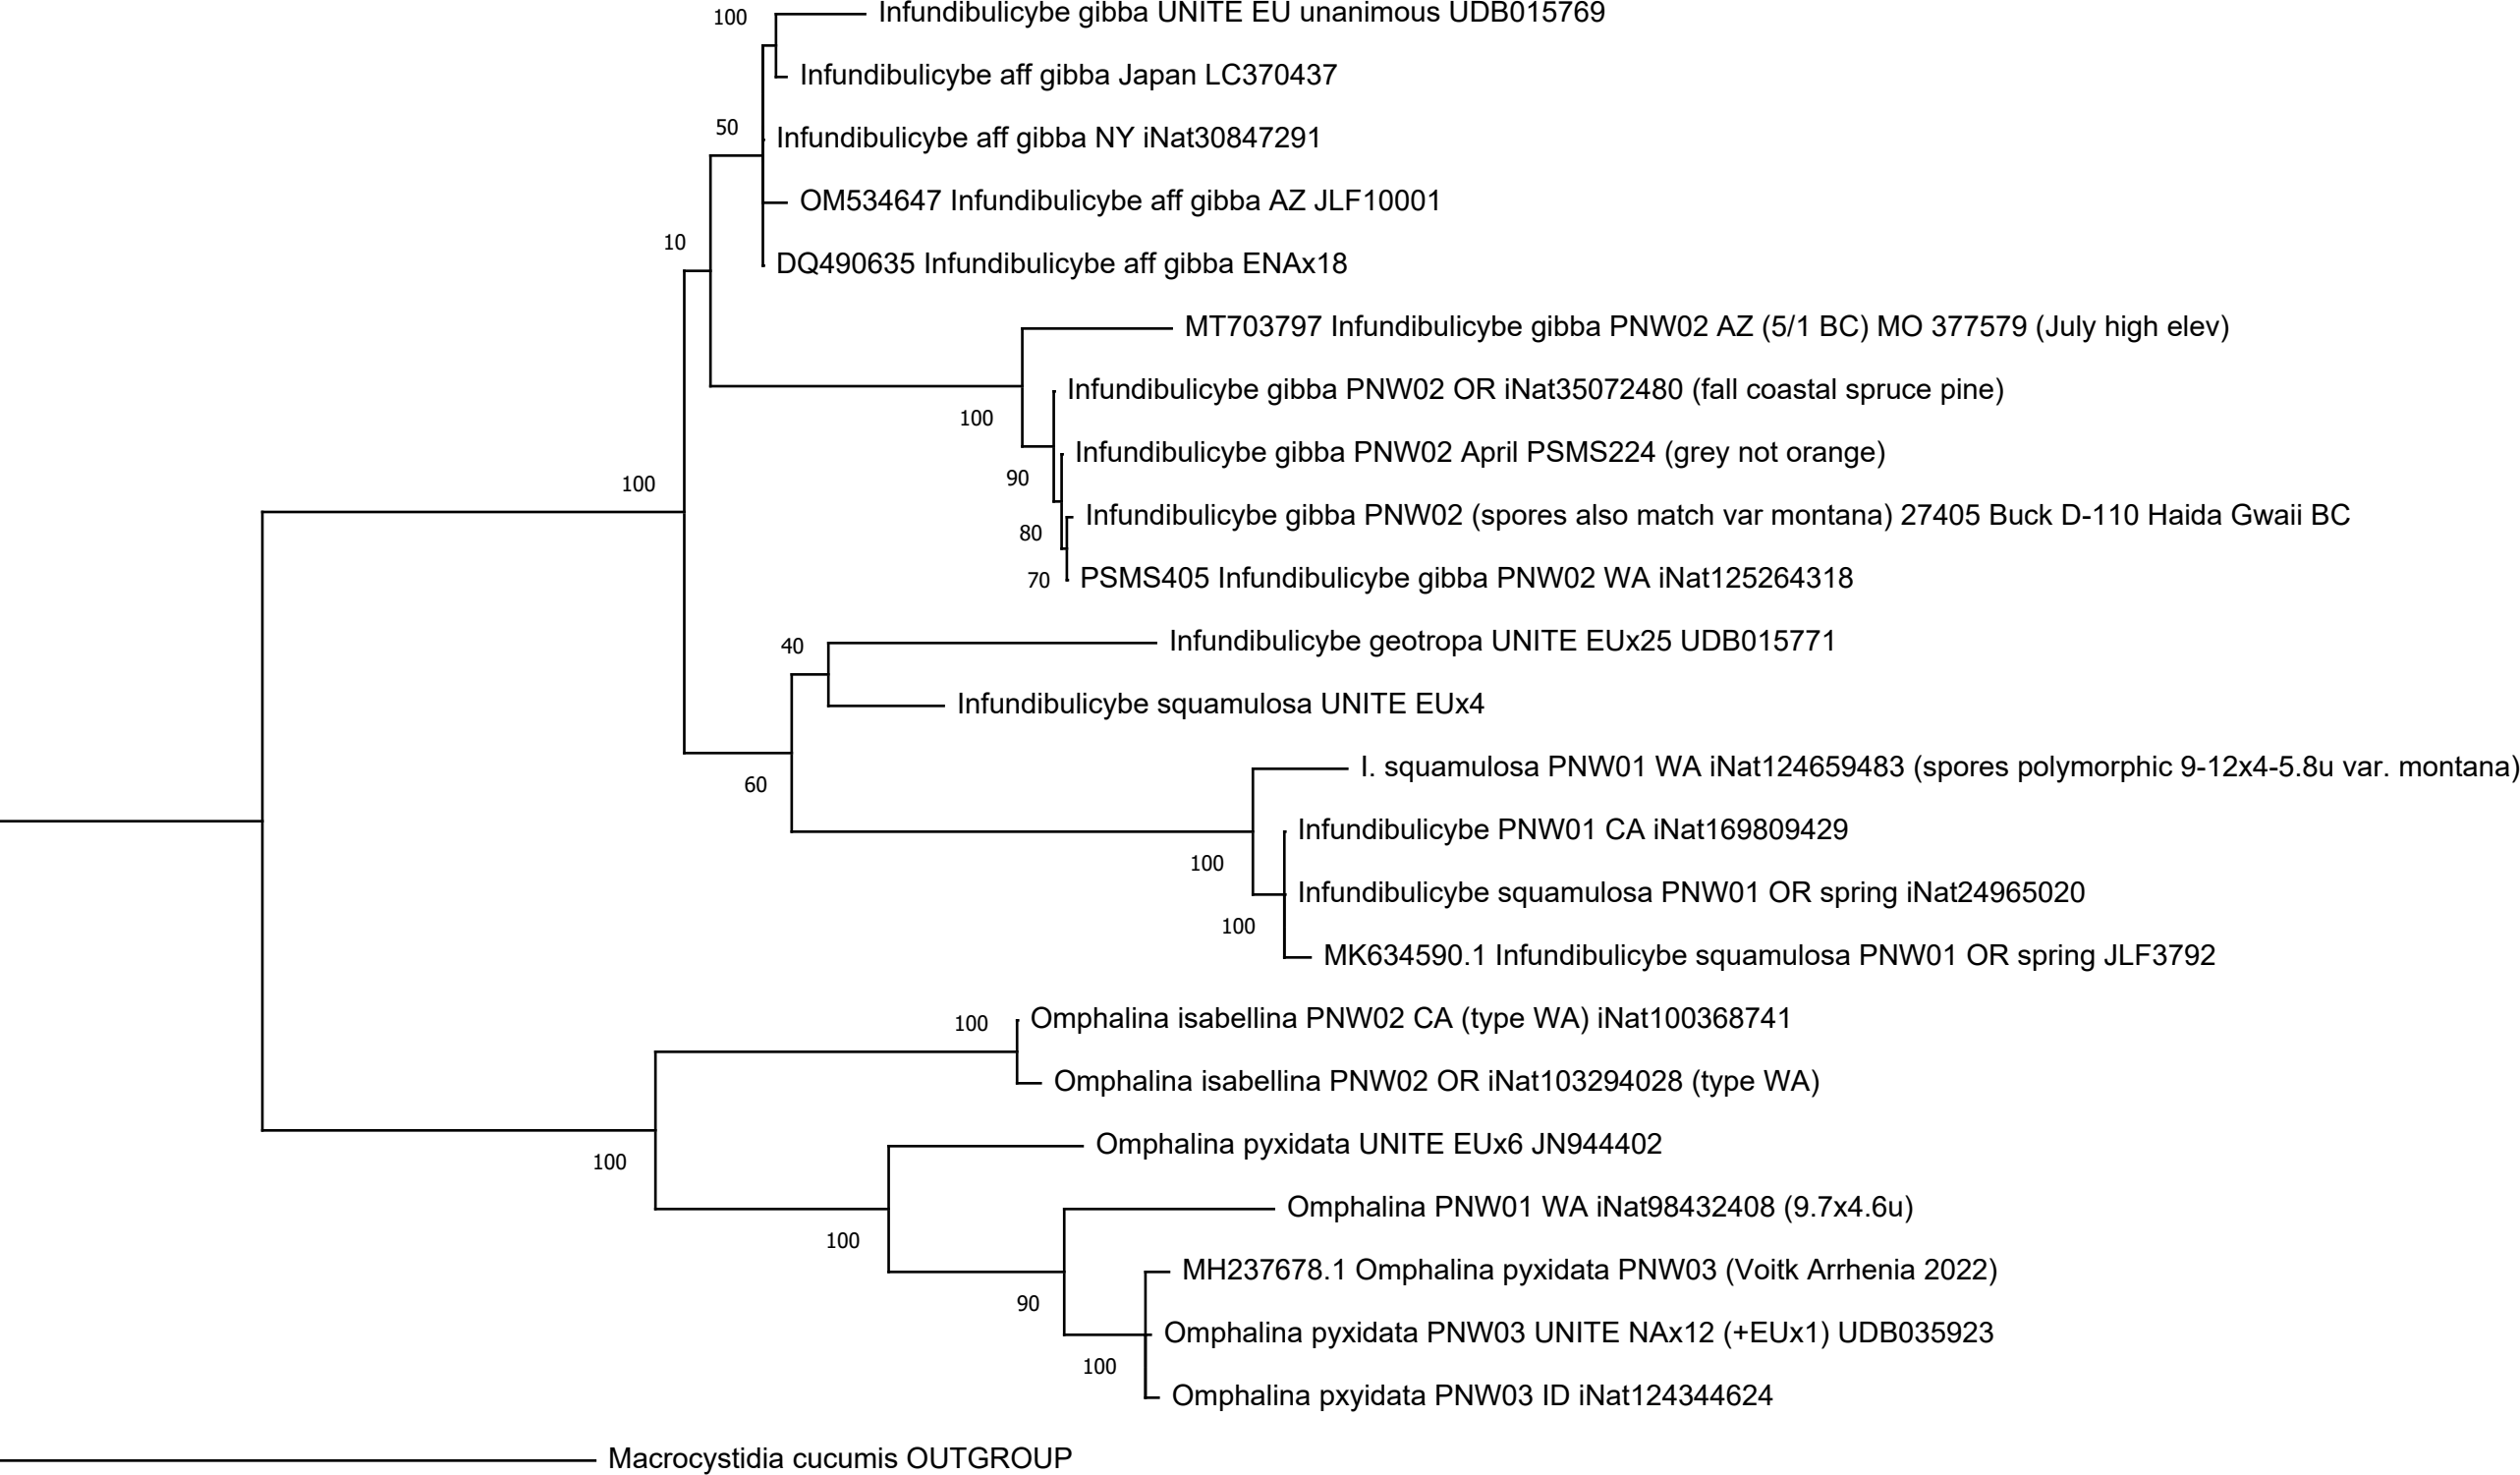 100
Infundibulicybe gibba UNITE EU unanimous UDB015769
Infundibulicybe aff gibba Japan LC370437
50
Infundibulicybe aff gibba NY iNat30847291
OM534647 Infundibulicybe aff gibba AZ JLF10001
10
DQ490635 Infundibulicybe aff gibba ENAx18
MT703797 Infundibulicybe gibba PNW02 AZ (5/1 BC) MO 377579 (July high elev)
Infundibulicybe gibba PNW02 OR iNat35072480 (fall coastal spruce pine)
100
Infundibulicybe gibba PNW02 April PSMS224 (grey not orange)
90
100
Infundibulicybe gibba PNW02 (spores also match var montana) 27405 Buck D-110 Haida Gwaii BC
80
70
PSMS405 Infundibulicybe gibba PNW02 WA iNat125264318
40
Infundibulicybe geotropa UNITE EUx25 UDB015771
Infundibulicybe squamulosa UNITE EUx4
60
I. squamulosa PNW01 WA iNat124659483 (spores polymorphic 9-12x4-5.8u var. montana)
Infundibulicybe PNW01 CA iNat169809429
100
Infundibulicybe squamulosa PNW01 OR spring iNat24965020
100
MK634590.1 Infundibulicybe squamulosa PNW01 OR spring JLF3792
100
Omphalina isabellina PNW02 CA (type WA) iNat100368741
Omphalina isabellina PNW02 OR iNat103294028 (type WA)
100
Omphalina pyxidata UNITE EUx6 JN944402
Omphalina PNW01 WA iNat98432408 (9.7x4.6u)
100
MH237678.1 Omphalina pyxidata PNW03 (Voitk Arrhenia 2022)
90
Omphalina pyxidata PNW03 UNITE NAx12 (+EUx1) UDB035923
100
Omphalina pxyidata PNW03 ID iNat124344624
Macrocystidia cucumis OUTGROUP